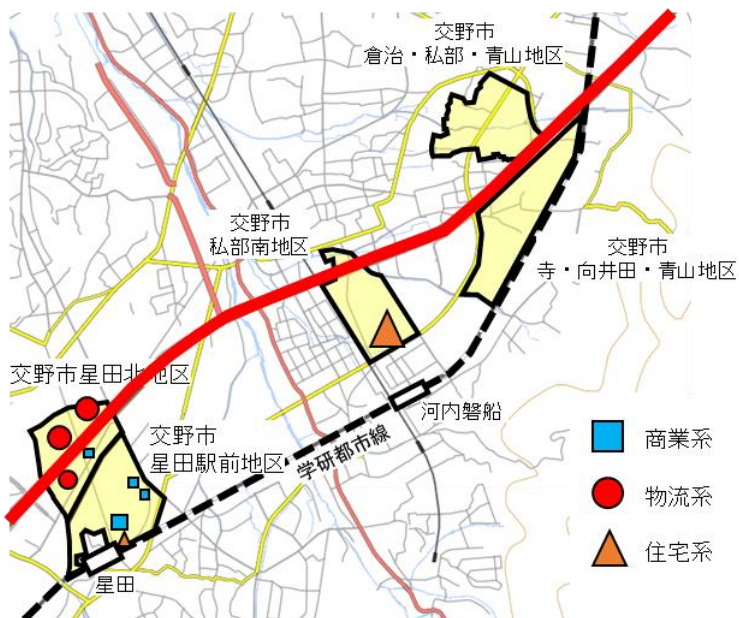 交野市
倉治・私部・青山地区
交野市
私部南地区
交野市
寺・向井田・青山地区
交野市星田北地区
交野市
星田駅前地区
河内磐船
学研都市線
星田
商業系
物流系
住宅系